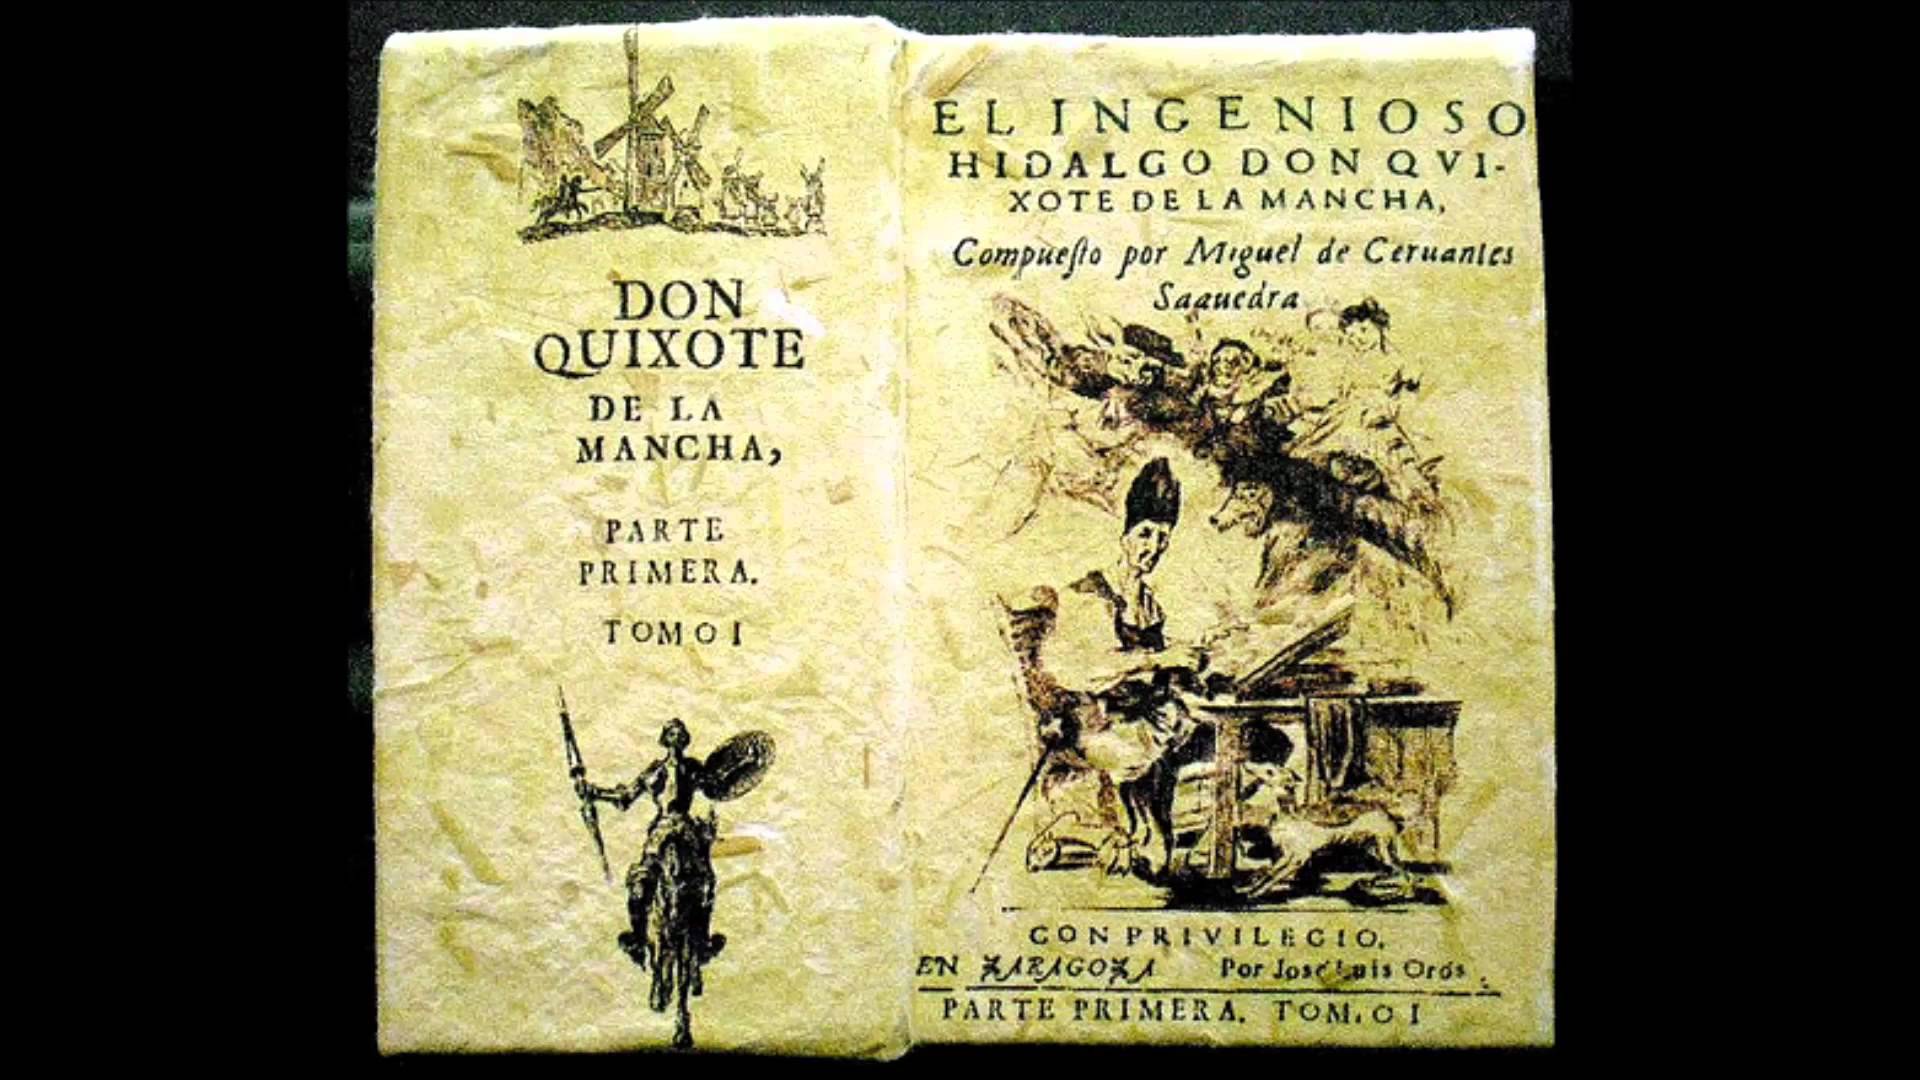 DON
QUIXOTE
DE LA
MANCHA,
PARTE
PRIMERA.
TOMO I
EL INGENIOSO
HIDALGO DON QVI-
XOTE DE LA MANCHA,
Compuesto por Miguel de Ceruantes
Saauedra
CON PRIVILEGIO.
EN ZARAGOZA Por José Luis Orós.
PARTE PRIMERA. TOM.O I